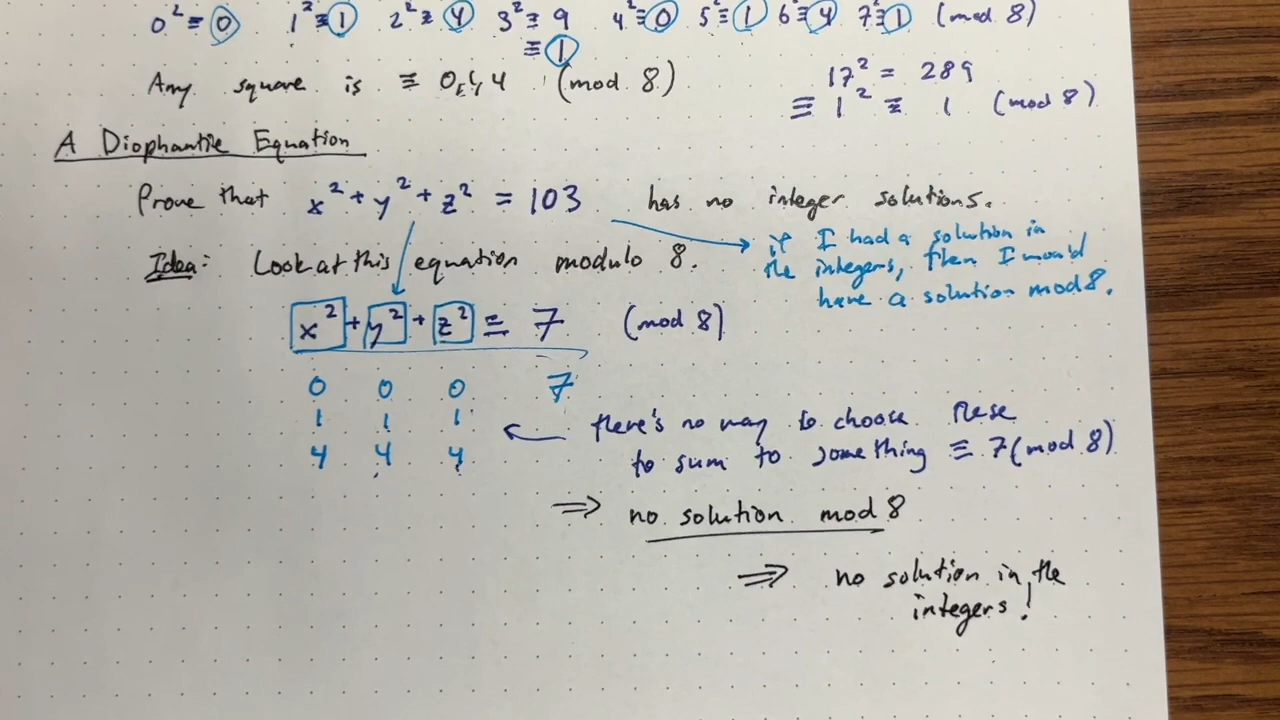 0² ≡ 0 1² ≡ 1 2² ≡ 4 3² ≡ 9 4² ≡ 0 5² ≡ 1 6² ≡ 4 7² ≡ 1 (mod 8)
≡ 1
Any square is ≡ 0,1,4 (mod 8)
17² = 289
≡ 1² ≡ 1 (mod 8)
A Diophantine Equation
Prove that x² + y² + z² = 103 has no integer solutions.
Idea: Look at this equation modulo 8.
if I had a solution in
the integers, then I would
have a solution mod 8.
x² + y² + z² ≡ 7 (mod 8)
0 0 0 7
1 1 1
4 4 4
there's no way to choose these
to sum to something ≡ 7 (mod 8)
⇒ no solution mod 8
⇒ no solution in the
integers!